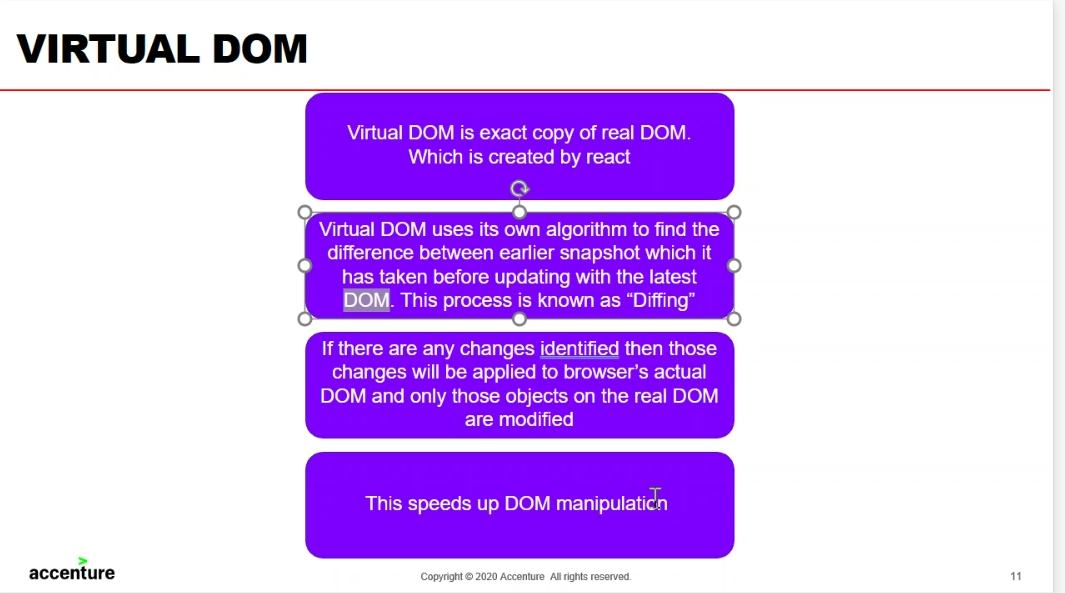 VIRTUAL DOM
Virtual DOM is exact copy of real DOM.
Which is created by react
Virtual DOM uses its own algorithm to find the
difference between earlier snapshot which it
has taken before updating with the latest
DOM. This process is known as “Diffing”
If there are any changes identified then those
changes will be applied to browser’s actual
DOM and only those objects on the real DOM
are modified
This speeds up DOM manipulation
accenture
Copyright © 2020 Accenture All rights reserved.
11